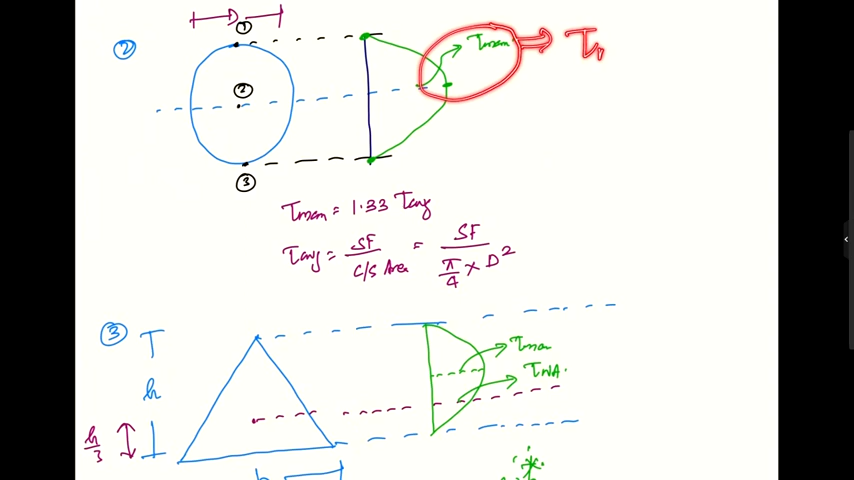 D
①
②
②
③
τmax
τ
τmax = 1.33 τavg
τavg = SF / C/S Area = SF / π/4 × D²
③
h
h/3
τmax
τNA.
b